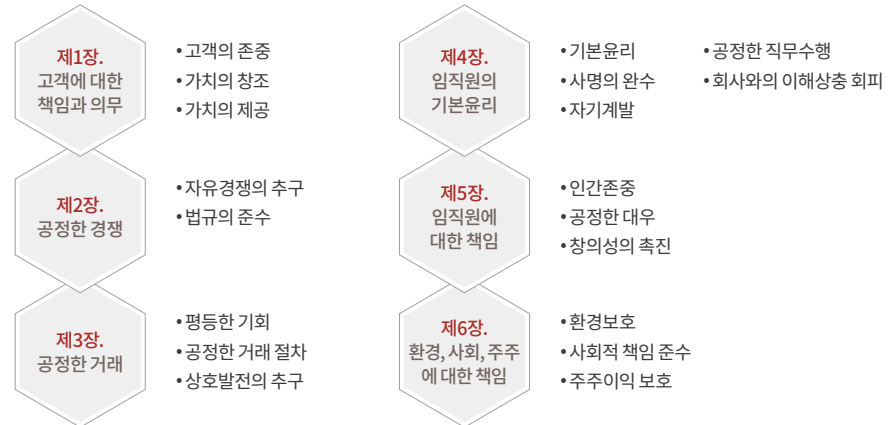 제1장.
고객에 대한
책임과 의무
• 고객의 존중
• 가치의 창조
• 가치의 제공
제2장.
공정한 경쟁
• 자유경쟁의 추구
• 법규의 준수
제3장.
공정한 거래
• 평등한 기회
• 공정한 거래 절차
• 상호발전의 추구
제4장.
임직원의
기본윤리
• 기본윤리
• 사명의 완수
• 자기계발
• 공정한 직무수행
• 회사와의 이해상충 회피
제5장.
임직원에
대한 책임
• 인간존중
• 공정한 대우
• 창의성의 촉진
제6장.
환경, 사회, 주주
에 대한 책임
• 환경보호
• 사회적 책임 준수
• 주주이익 보호